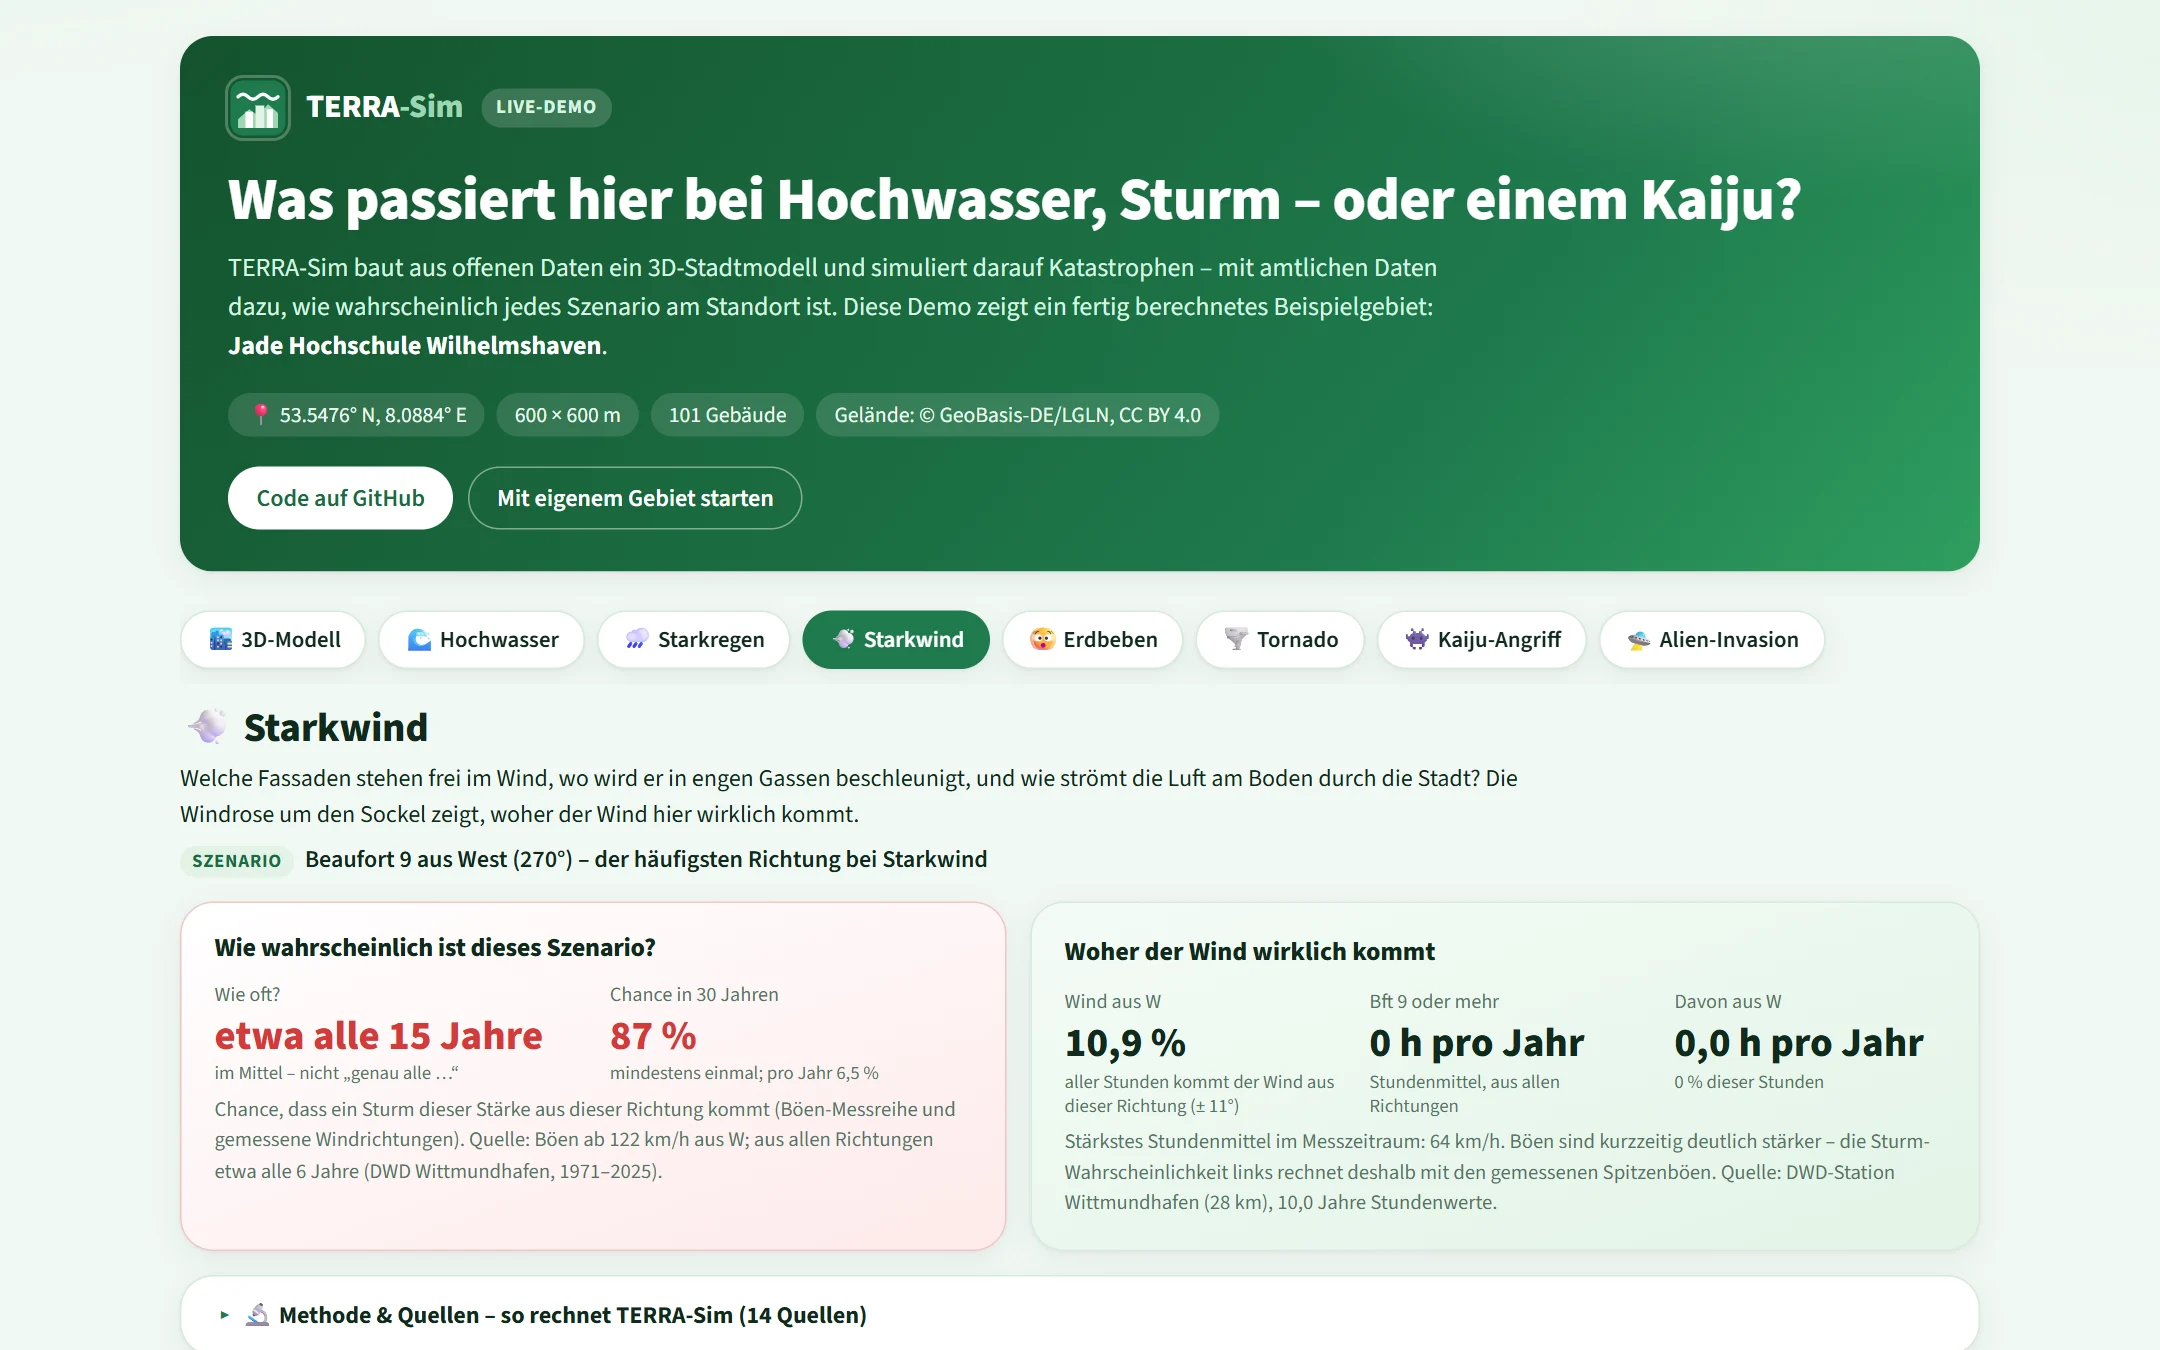 TERRA-Sim
LIVE-DEMO
Was passiert hier bei Hochwasser, Sturm – oder einem Kaiju?
TERRA-Sim baut aus offenen Daten ein 3D-Stadtmodell und simuliert darauf Katastrophen – mit amtlichen Daten
dazu, wie wahrscheinlich jedes Szenario am Standort ist. Diese Demo zeigt ein fertig berechnetes Beispielgebiet:
Jade Hochschule Wilhelmshaven.
53.5476° N, 8.0884° E
600 × 600 m
101 Gebäude
Gelände: © GeoBasis-DE/LGLN, CC BY 4.0
Code auf GitHub
Mit eigenem Gebiet starten
3D-Modell
Hochwasser
Starkregen
Starkwind
Erdbeben
Tornado
Kaiju-Angriff
Alien-Invasion
Starkwind
Welche Fassaden stehen frei im Wind, wo wird er in engen Gassen beschleunigt, und wie strömt die Luft am Boden durch die Stadt? Die
Windrose um den Sockel zeigt, woher der Wind hier wirklich kommt.
SZENARIO
Beaufort 9 aus West (270°) – der häufigsten Richtung bei Starkwind
Wie wahrscheinlich ist dieses Szenario?
Wie oft?
etwa alle 15 Jahre
im Mittel – nicht „genau alle …“
Chance in 30 Jahren
87 %
mindestens einmal; pro Jahr 6,5 %
Chance, dass ein Sturm dieser Stärke aus dieser Richtung kommt (Böen-Messreihe und
gemessene Windrichtungen). Quelle: Böen ab 122 km/h aus W; aus allen Richtungen
etwa alle 6 Jahre (DWD Wittmundhafen, 1971–2025).
Woher der Wind wirklich kommt
Wind aus W
10,9 %
aller Stunden kommt der Wind aus
dieser Richtung (± 11°)
Bft 9 oder mehr
0 h pro Jahr
Stundenmittel, aus allen
Richtungen
Davon aus W
0,0 h pro Jahr
0 % dieser Stunden
Stärkstes Stundenmittel im Messzeitraum: 64 km/h. Böen sind kurzzeitig deutlich stärker – die Sturm-
Wahrscheinlichkeit links rechnet deshalb mit den gemessenen Spitzenböen. Quelle: DWD-Station
Wittmundhafen (28 km), 10,0 Jahre Stundenwerte.
Methode & Quellen – so rechnet TERRA-Sim (14 Quellen)